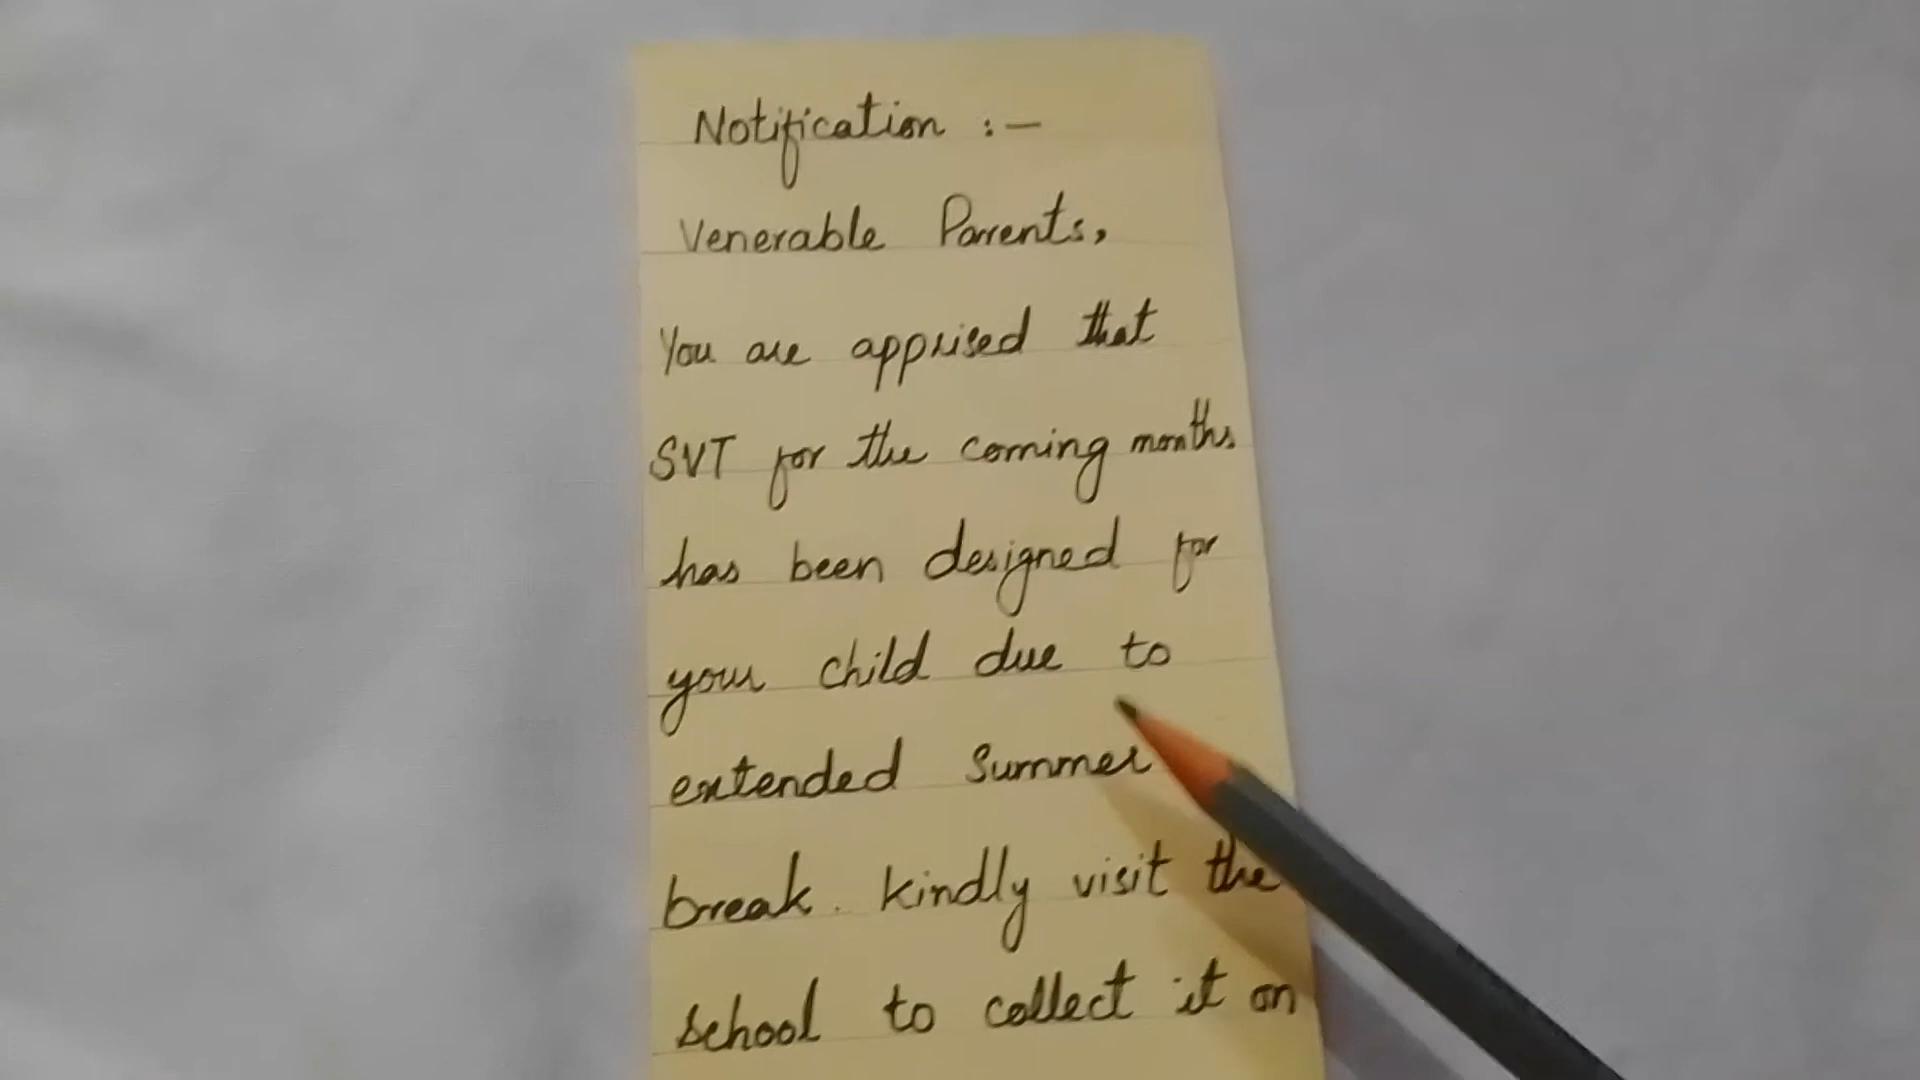 Notification :—
Venerable Parents,
You are apprised that
SVT for the coming months
has been designed for
your child due to
extended Summer
break. Kindly visit the
school to collect it on